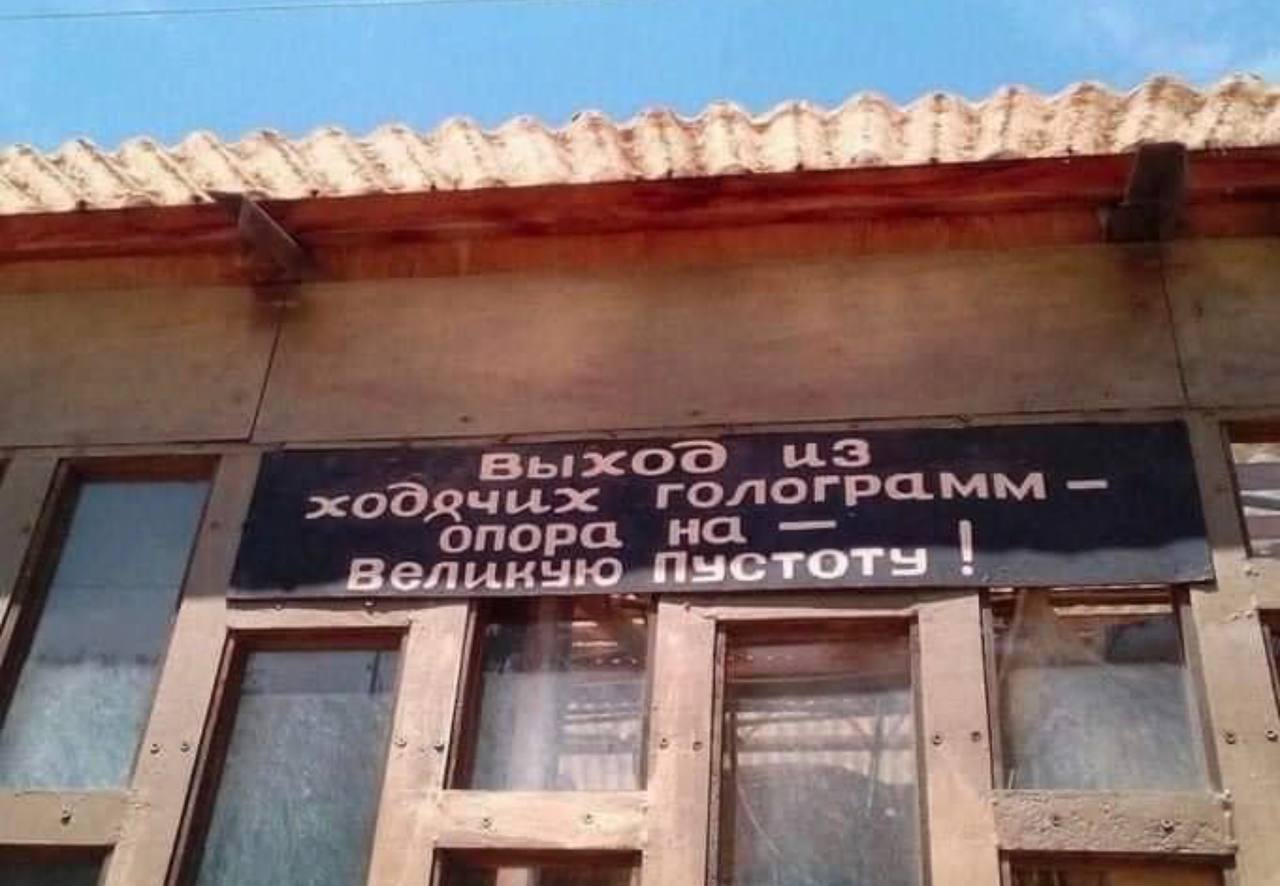 Выход из
ходячих голограмм —
опора на —
Великую Пустоту !